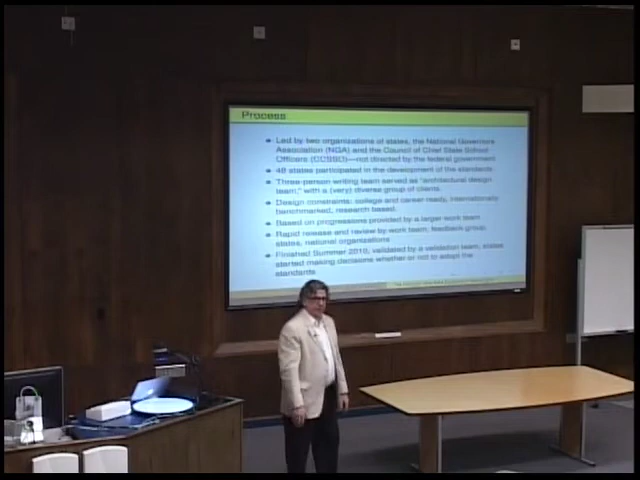 Process
Led by two organizations of states, the National Governors
Association (NGA) and the Council of Chief State School
Officers (CCSSO)—not directed by the federal government
48 states participated in the development of the standards
Three-person writing team served as "architectural design
team," with a (very) diverse group of clients.
Design constraints: college and career ready, internationally
benchmarked, research based.
Based on progressions provided by a larger work team
Rapid release and review by work team, feedback group,
states, national organizations
Finished Summer 2010, validated by a validation team, states
started making decisions whether or not to adopt the
standards